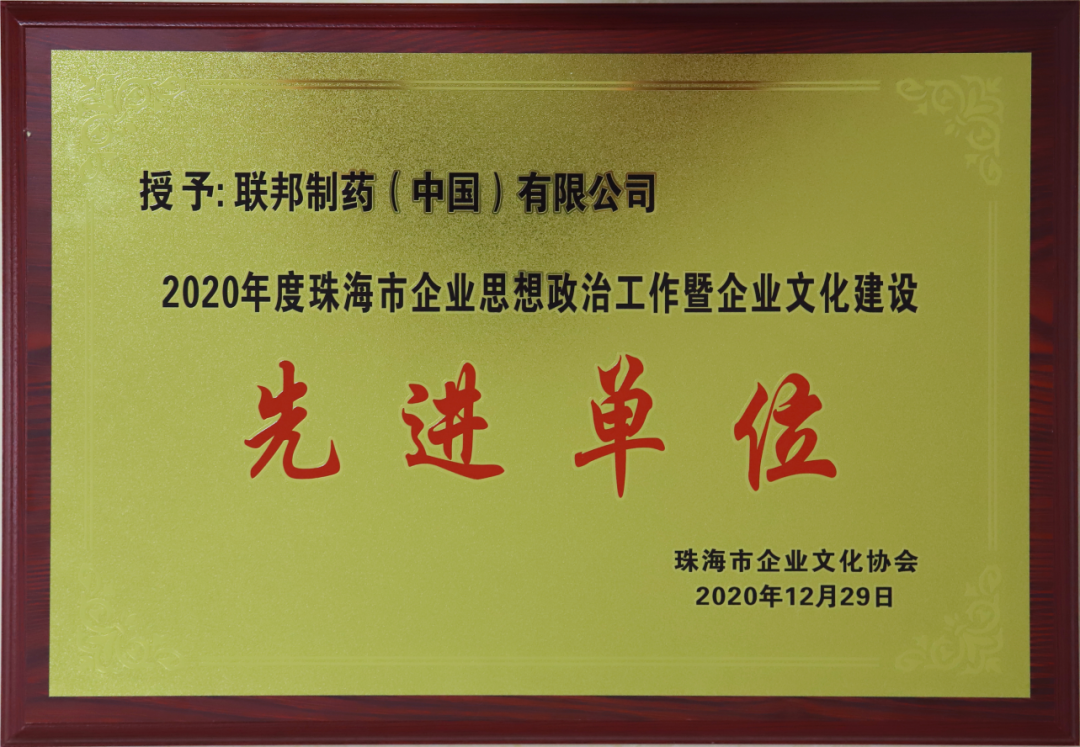 授予:联邦制药(中国)有限公司
2020年度珠海市企业思想政治工作暨企业文化建设
先进单位
珠海市企业文化协会
2020年12月29日